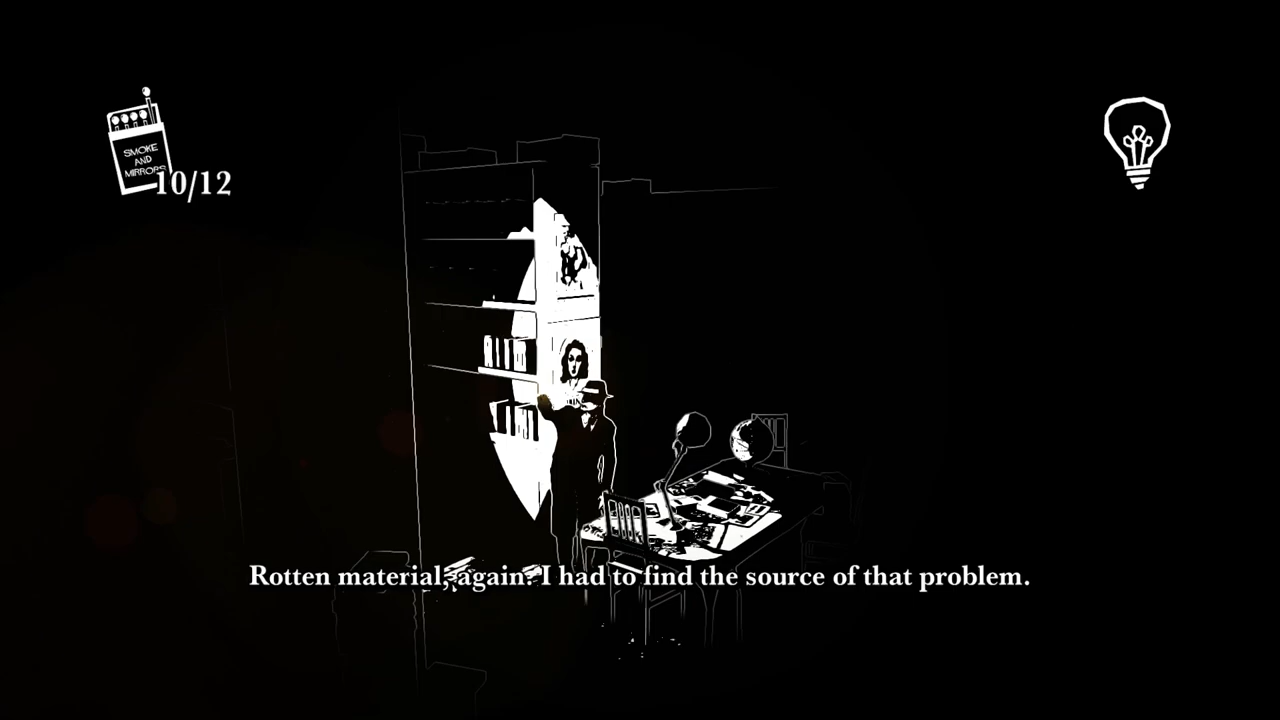 SMOKE
AND
MIRRORS
10/12
Rotten material, again. I had to find the source of that problem.